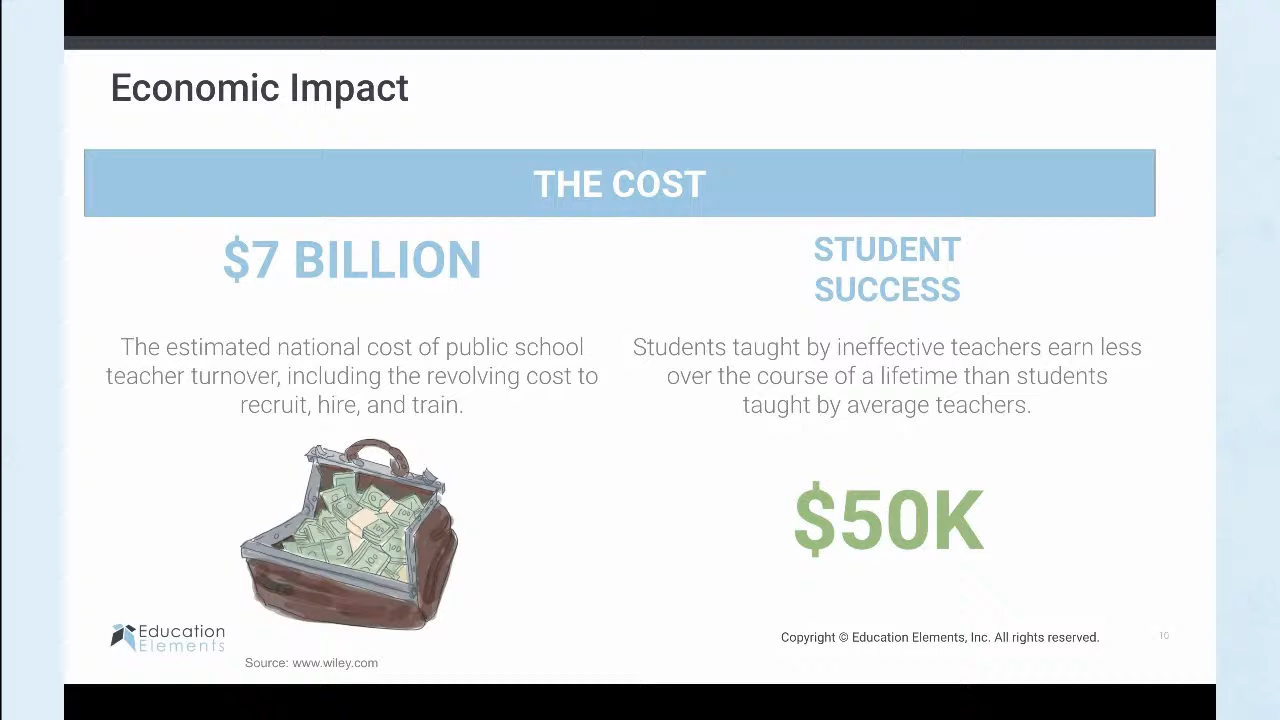 Economic Impact
THE COST
$7 BILLION
The estimated national cost of public school
teacher turnover, including the revolving cost to
recruit, hire, and train.
STUDENT
SUCCESS
Students taught by ineffective teachers earn less
over the course of a lifetime than students
taught by average teachers.
$50K
Education
Elements
Source: www.wiley.com
Copyright © Education Elements, Inc. All rights reserved.
10